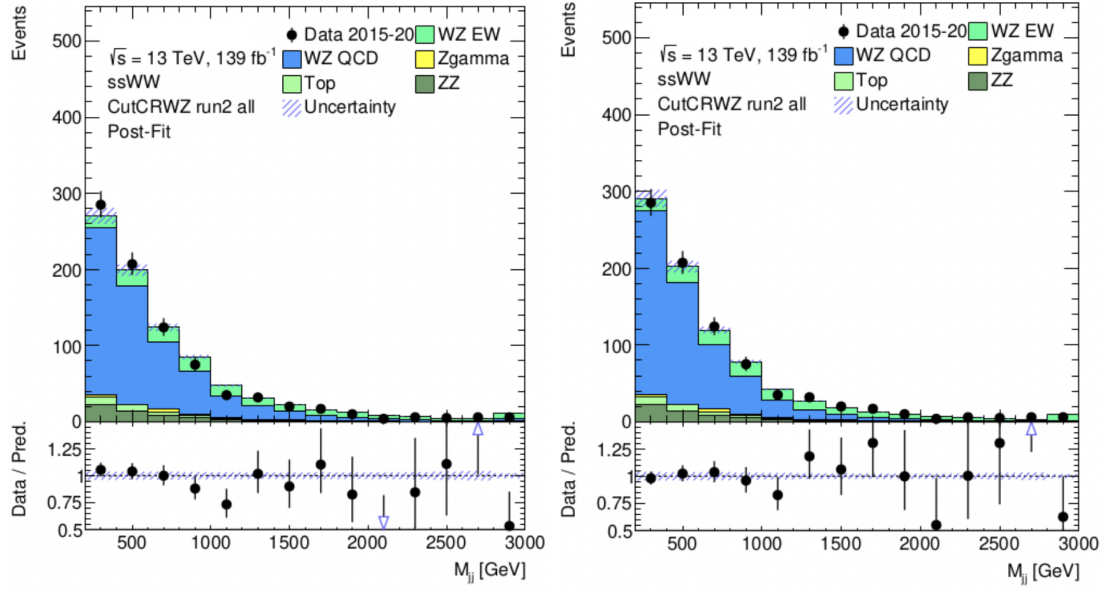 Events
500
400
300
200
100
0
√s = 13 TeV, 139 fb⁻¹
ssWW
CutCRWZ run2 all
Post-Fit
Data 2015-20
WZ EW
WZ QCD
Zgamma
Top
ZZ
Uncertainty
Data / Pred.
1.25
1
0.75
0.5
500 1000 1500 2000 2500 3000
M_jj [GeV]
Events
500
400
300
200
100
0
√s = 13 TeV, 139 fb⁻¹
ssWW
CutCRWZ run2 all
Post-Fit
Data 2015-20
WZ EW
WZ QCD
Zgamma
Top
ZZ
Uncertainty
Data / Pred.
1.25
1
0.75
0.5
500 1000 1500 2000 2500 3000
M_jj [GeV]